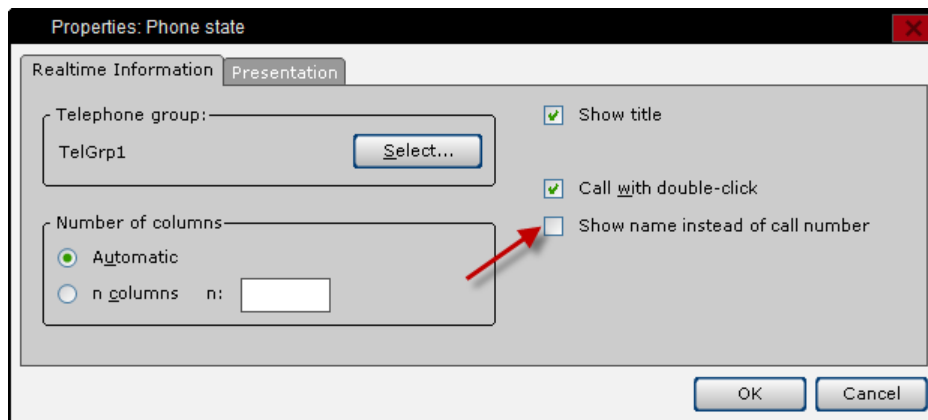 Properties: Phone state
Realtime Information
Presentation
Telephone group:
TelGrp1
Select...
Number of columns
Automatic
n columns n:
Show title
Call with double-click
Show name instead of call number
OK
Cancel